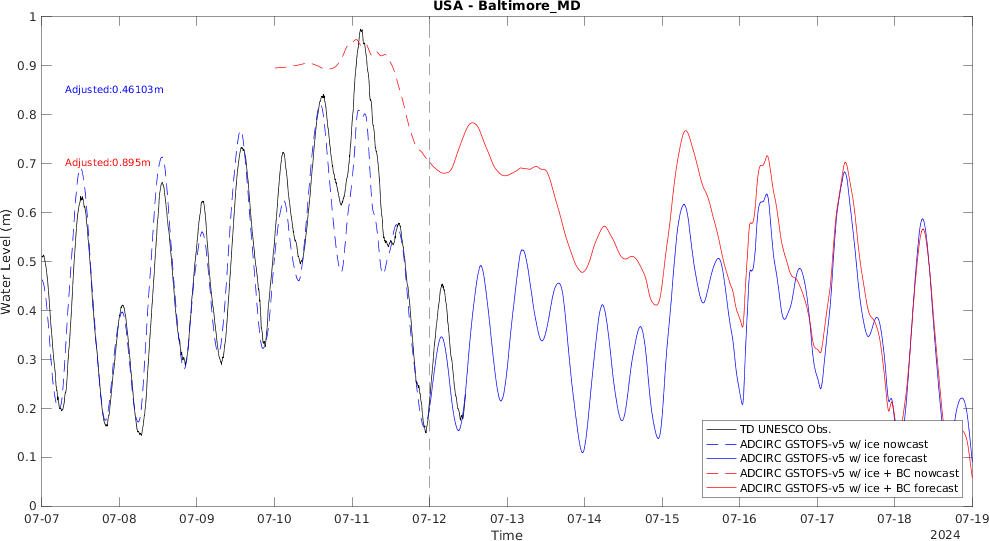 USA - Baltimore_MD
1
0.9
0.8
0.7
0.6
0.5
0.4
0.3
0.2
0.1
0
Water Level (m)
Adjusted:0.46103m
Adjusted:0.895m
TD UNESCO Obs.
ADCIRC GSTOFS-v5 w/ ice nowcast
ADCIRC GSTOFS-v5 w/ ice forecast
ADCIRC GSTOFS-v5 w/ ice + BC nowcast
ADCIRC GSTOFS-v5 w/ ice + BC forecast
07-07 07-08 07-09 07-10 07-11 07-12 07-13 07-14 07-15 07-16 07-17 07-18 07-19
Time
2024